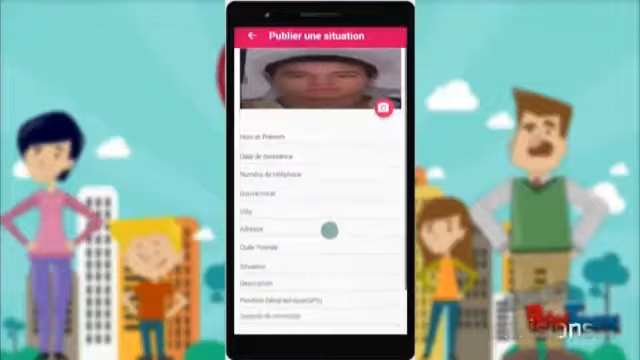 Publier une situation
Nom et Prénom
Date de naissance
Numéro de téléphone
Gouvernorat
Ville
Adresse
Code Postale
Situation
Description